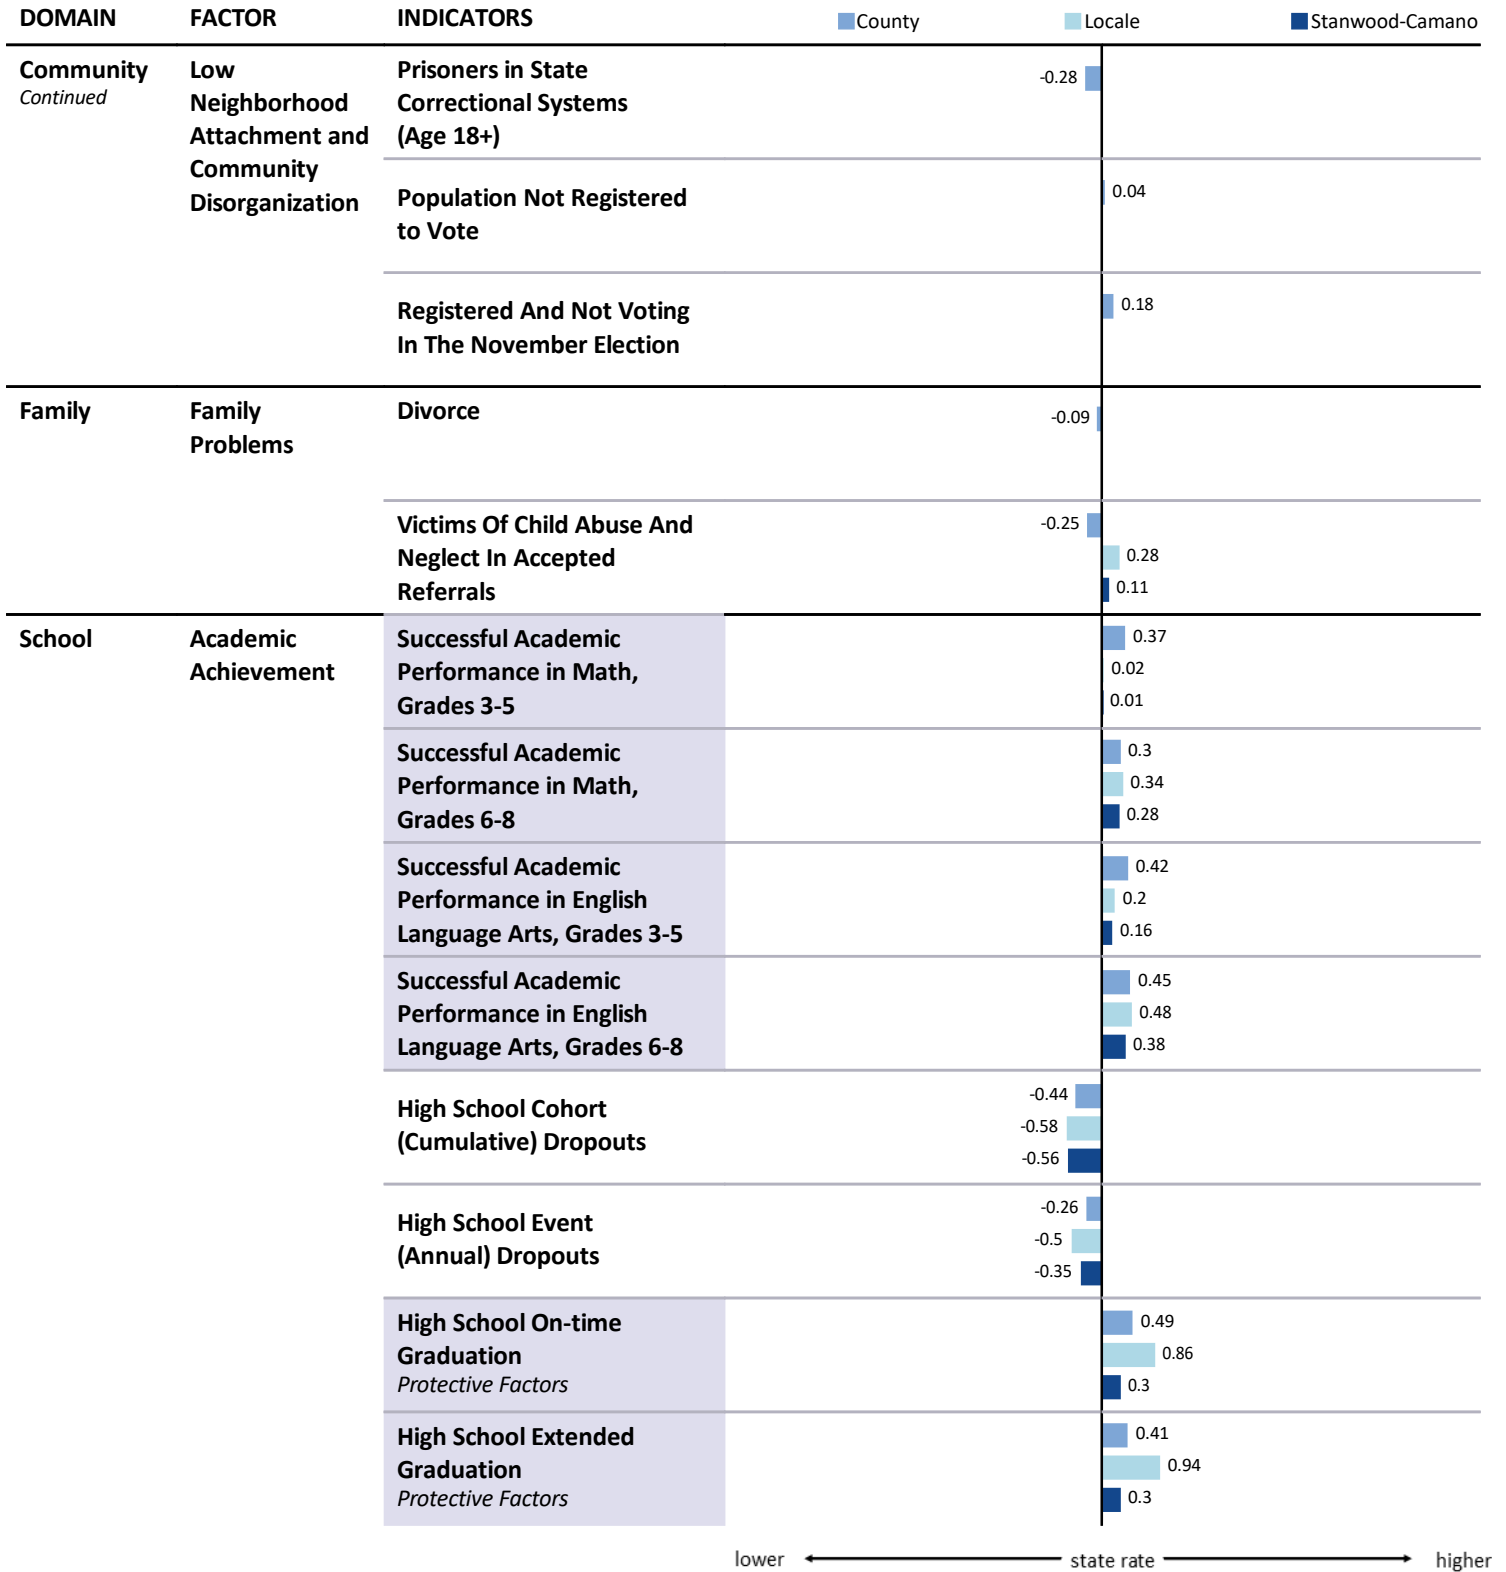 DOMAIN FACTOR INDICATORS County Locale Stanwood-Camano
Community
Continued
Low
Neighborhood
Attachment and
Community
Disorganization
Prisoners in State
Correctional Systems
(Age 18+)
-0.28
Population Not Registered
to Vote
0.04
Registered And Not Voting
In The November Election
0.18
Family
Family
Problems
Divorce
-0.09
Victims Of Child Abuse And
Neglect In Accepted
Referrals
-0.25
0.28
0.11
School
Academic
Achievement
Successful Academic
Performance in Math,
Grades 3-5
0.37
0.02
0.01
Successful Academic
Performance in Math,
Grades 6-8
0.3
0.34
0.28
Successful Academic
Performance in English
Language Arts, Grades 3-5
0.42
0.2
0.16
Successful Academic
Performance in English
Language Arts, Grades 6-8
0.45
0.48
0.38
High School Cohort
(Cumulative) Dropouts
-0.44
-0.58
-0.56
High School Event
(Annual) Dropouts
-0.26
-0.5
-0.35
High School On-time
Graduation
Protective Factors
0.49
0.86
0.3
High School Extended
Graduation
Protective Factors
0.41
0.94
0.3
lower state rate higher